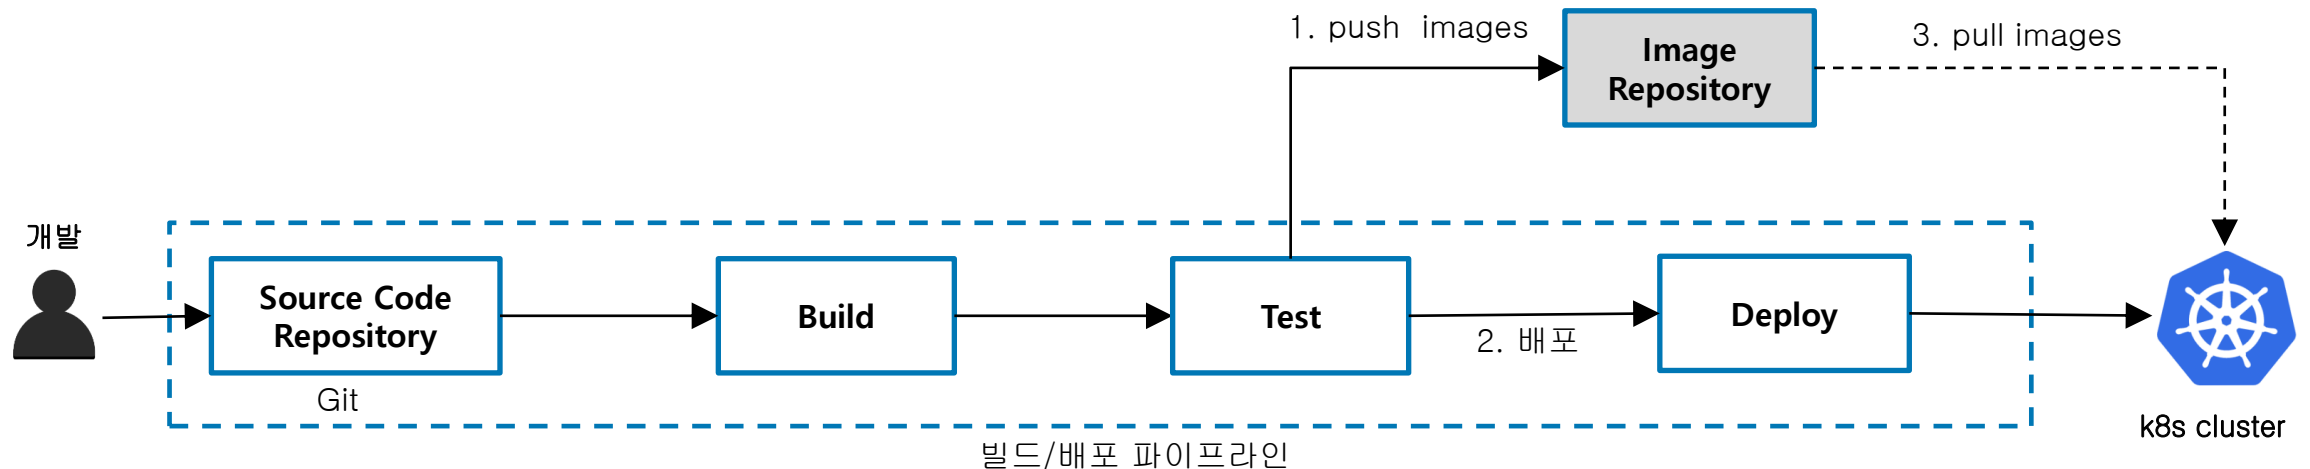 1. push images
Image
Repository
3. pull images
개발
Source Code
Repository
Git
Build
Test
2. 배포
Deploy
k8s cluster
빌드/배포 파이프라인